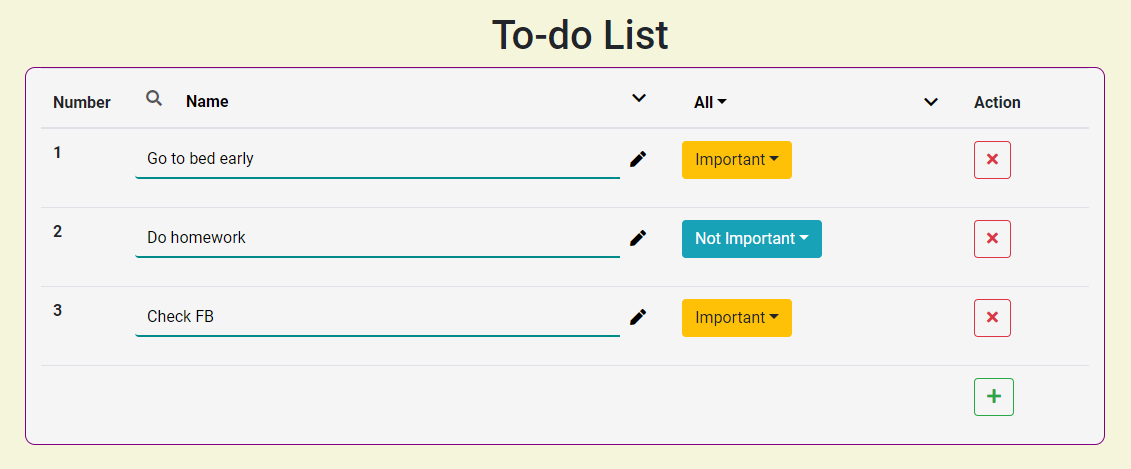 To-do List
Number Name All Action
1 Go to bed early Important
2 Do homework Not Important
3 Check FB Important